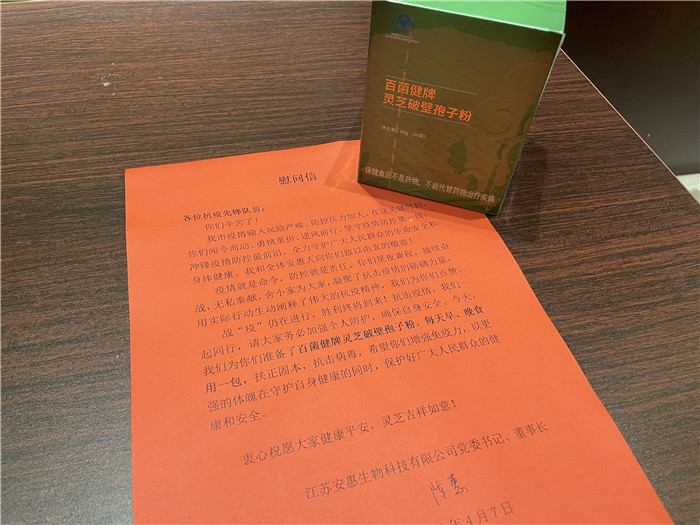 百菌健牌
灵芝破壁孢子粉
保健食品不是药物，不能代替药物治疗疾病
慰问信
各位抗疫先锋队员：
你们辛苦了！
我市疫情输入风险严峻、防控压力加大，在这关键时刻，
你们闻令而动，勇挑重担，逆风前行，坚守疫情防控第一线，
冲锋疫情防控最前沿，全力守护广大人民群众的生命安全和
身体健康。我和全体安惠人向你们致以由衷的敬意！
疫情就是命令，防控就是责任。你们星夜兼程，接续奋
战，无私奉献，舍小家为大家，凝聚了抗击疫情的磅礴力量，
用实际行动生动阐释了伟大的抗疫精神，我们为你们点赞。
战“疫”仍在进行，胜利终将到来！抗击疫情，我们一
起同行，请大家务必加强个人防护，确保自身安全。今天，
我们为你们准备了百菌健牌灵芝破壁孢子粉，每天早、晚食
用一包，扶正固本，抗击病毒，希望你们增强免疫力，以更
强的体魄在守护自身健康的同时，保护好广大人民群众的健
康和安全。
衷心祝愿大家健康平安，灵芝吉祥如意！
江苏安惠生物科技有限公司党委书记、董事长
年4月7日